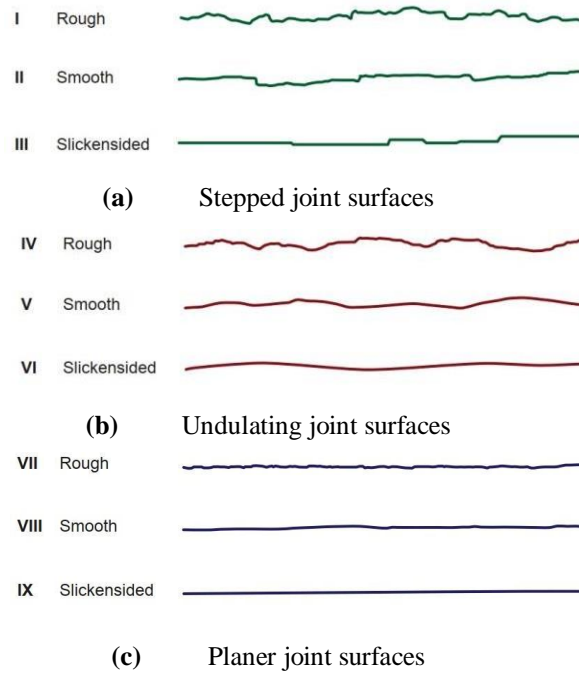 I Rough
II Smooth
III Slickensided
(a) Stepped joint surfaces
IV Rough
V Smooth
VI Slickensided
(b) Undulating joint surfaces
VII Rough
VIII Smooth
IX Slickensided
(c) Planer joint surfaces